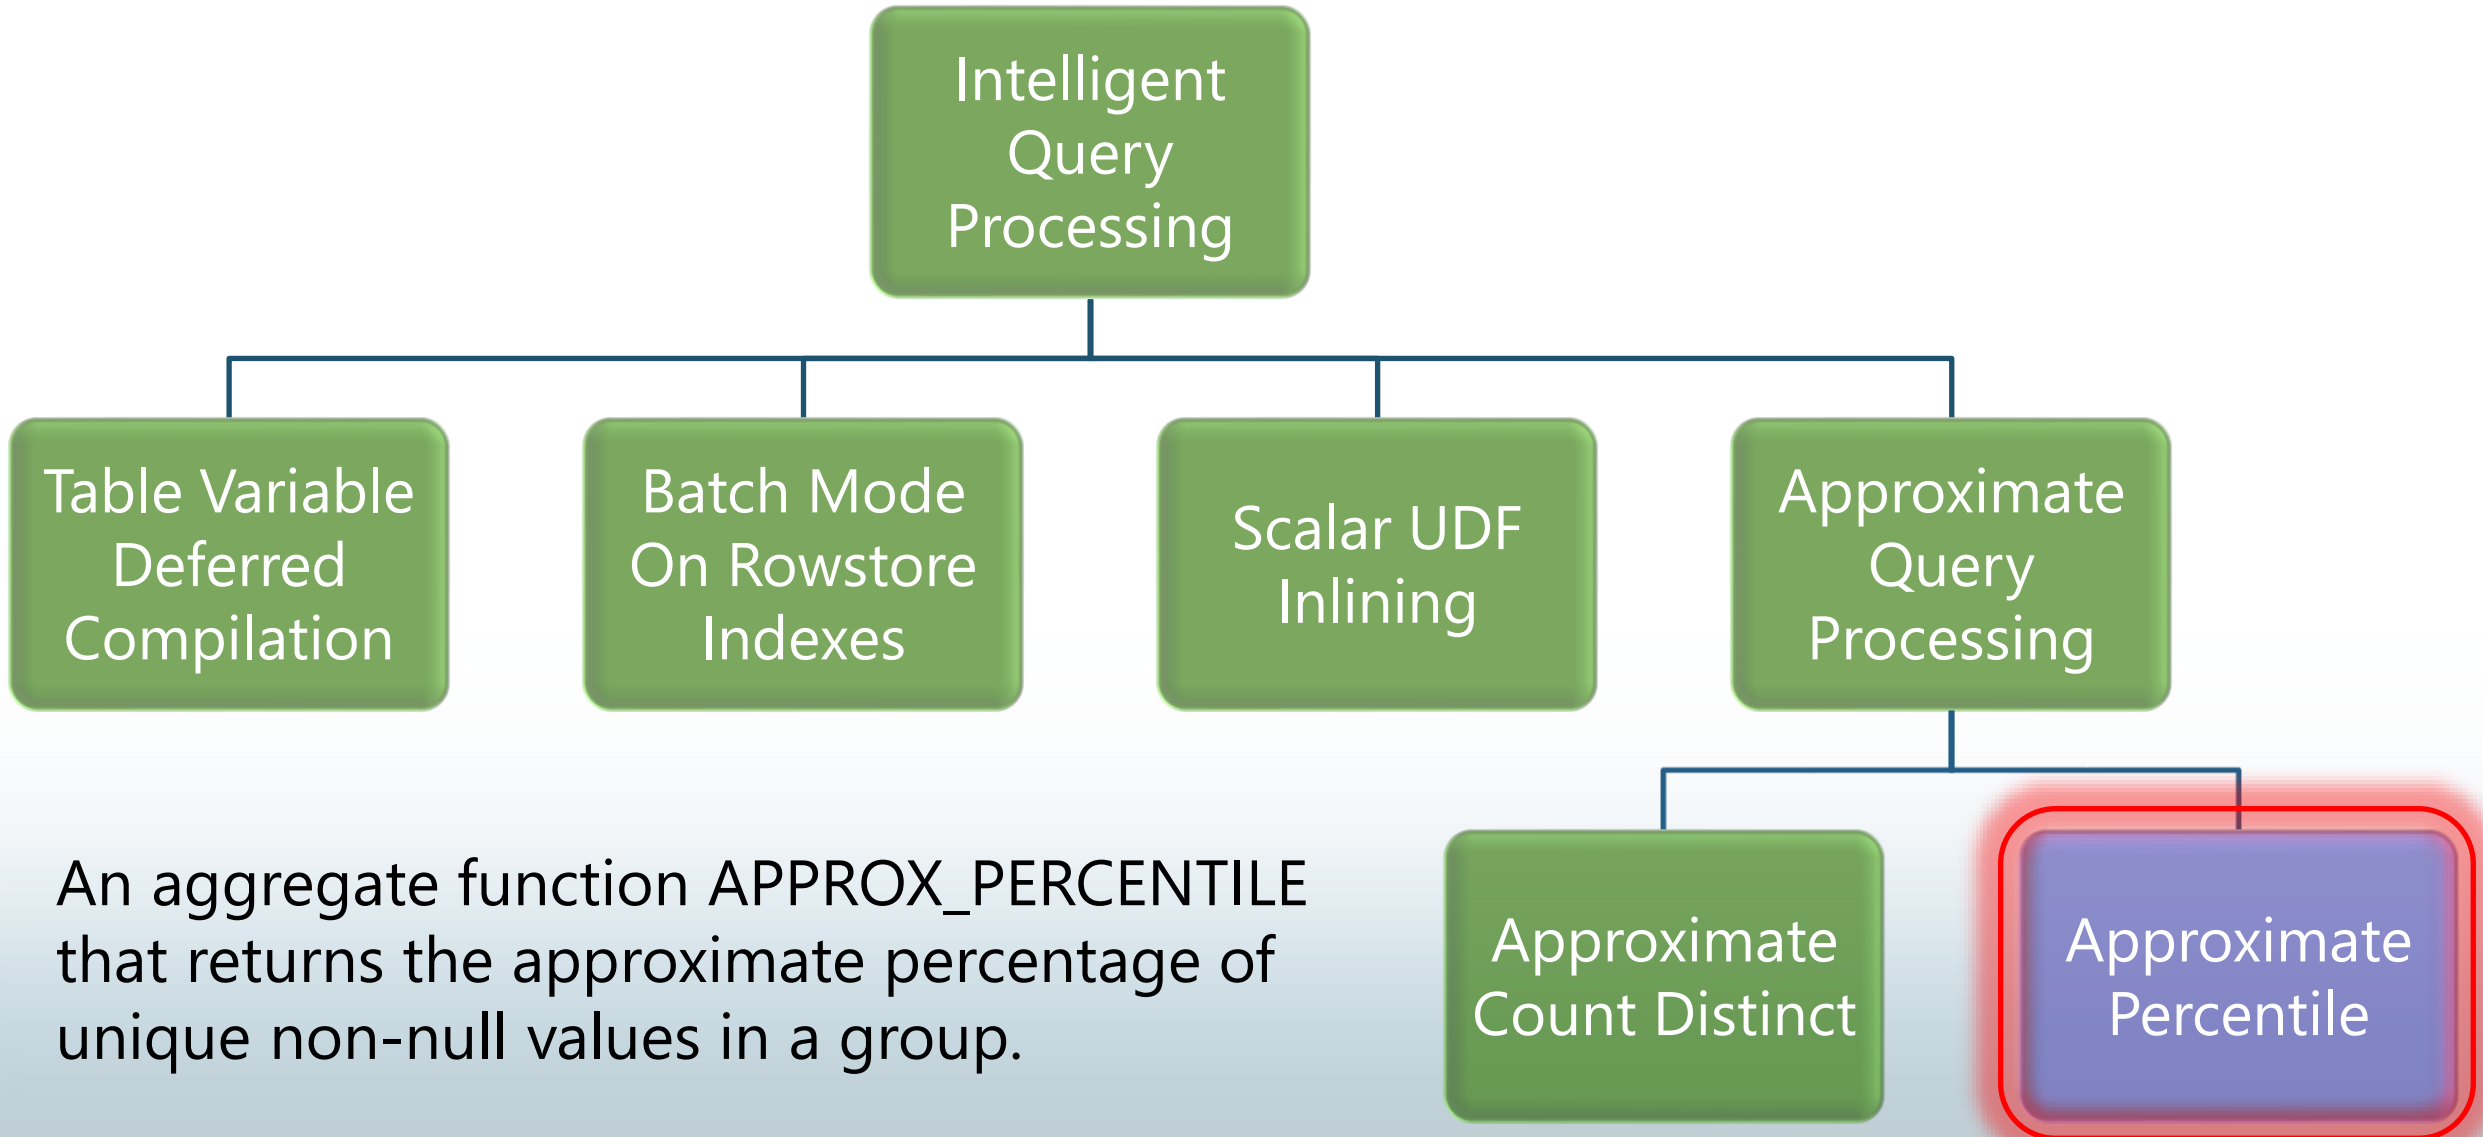 Intelligent
Query
Processing
Table Variable
Deferred
Compilation
Batch Mode
On Rowstore
Indexes
Scalar UDF
Inlining
Approximate
Query
Processing
An aggregate function APPROX_PERCENTILE
that returns the approximate percentage of
unique non-null values in a group.
Approximate
Count Distinct
Approximate
Percentile